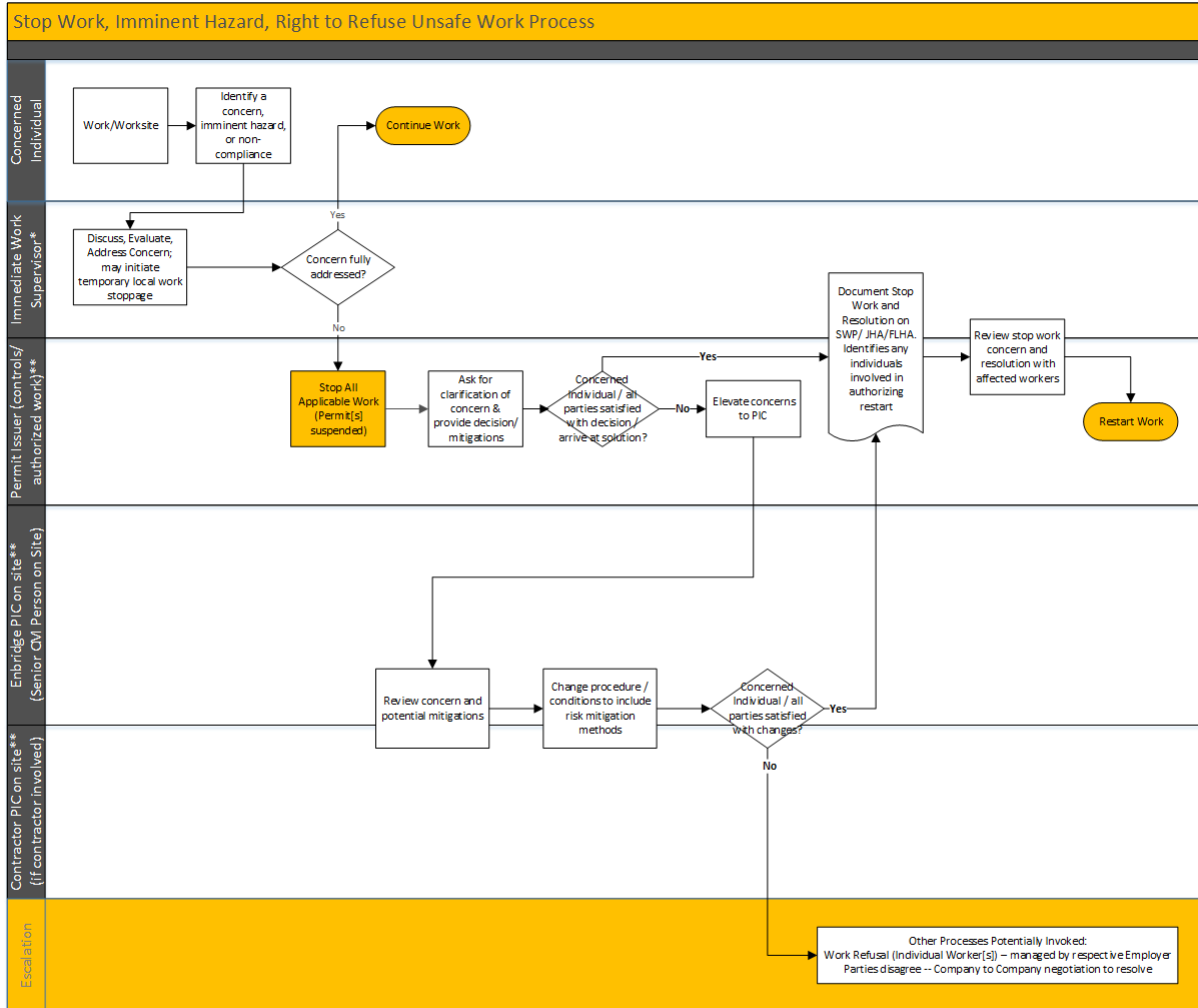 Stop Work, Imminent Hazard, Right to Refuse Unsafe Work Process
Concerned
Individual
Work/Worksite
Identify a
concern,
imminent hazard,
or non-
compliance
Continue Work
Immediate Work
Supervisor*
Discuss, Evaluate,
Address Concern;
may initiate
temporary local work
stoppage
Yes
Concern fully
addressed?
No
Document Stop
Work and
Resolution on
SWP/ JHA/FLHA.
Identifies any
individuals
involved in
authorizing
restart
Review stop work
concern and
resolution with
affected workers
Restart Work
Permit Issuer (controls/
authorized work)**
Stop All
Applicable Work
(Permit[s]
suspended)
Ask for
clarification of
concern &
provide decision/
mitigations
Yes
Concerned
Individual / all
parties satisfied
with decision /
arrive at solution?
No
Elevate concerns
to PIC
Enbridge PIC on site**
(Senior CM Person on Site)
Review concern and
potential mitigations
Change procedure /
conditions to include
risk mitigation
methods
Concerned
Individual / all
parties satisfied
with changes?
Yes
No
Contractor PIC on site**
(if contractor involved)
Escalation
Other Processes Potentially Invoked:
Work Refusal (Individual Worker[s]) – managed by respective Employer
Parties disagree -- Company to Company negotiation to resolve